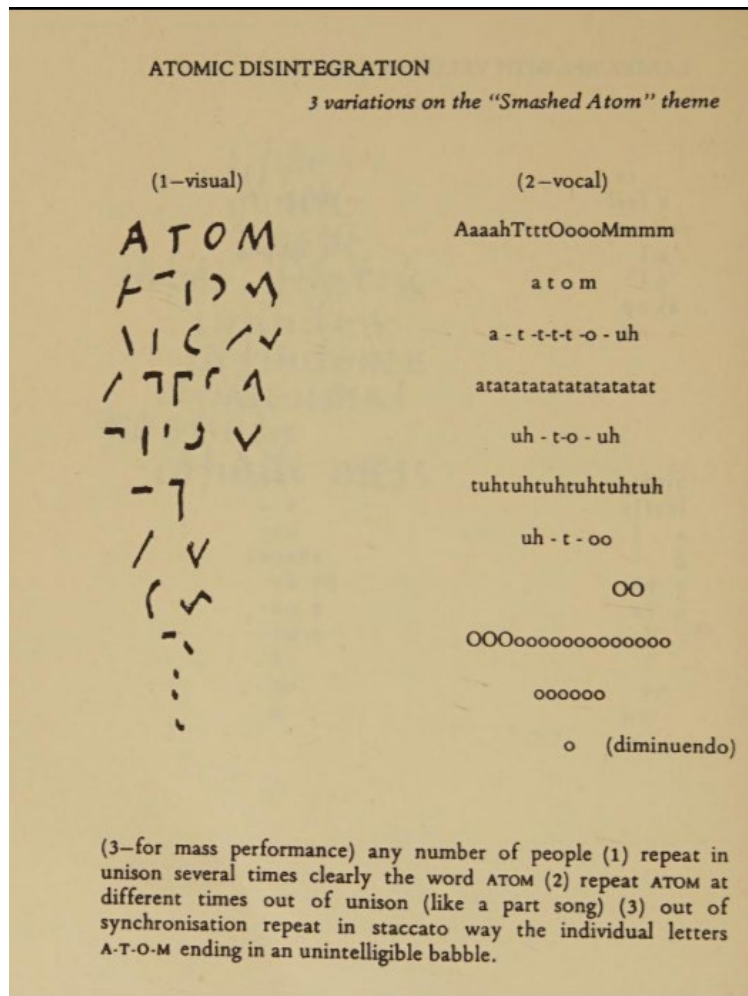 ATOMIC DISINTEGRATION
3 variations on the "Smashed Atom" theme
(1—visual)
A T O M
(2—vocal)
AaaahTtttOoooMmmm
a t o m
a - t -t-t-t -o - uh
atatatatatatatatatat
uh - t-o - uh
tuhtuhtuhtuhtuhtuh
uh - t - oo
OO
OOOooooooooooooo
oooooo
o (diminuendo)
(3—for mass performance) any number of people (1) repeat in
unison several times clearly the word ATOM (2) repeat ATOM at
different times out of unison (like a part song) (3) out of
synchronisation repeat in staccato way the individual letters
A-T-O-M ending in an unintelligible babble.